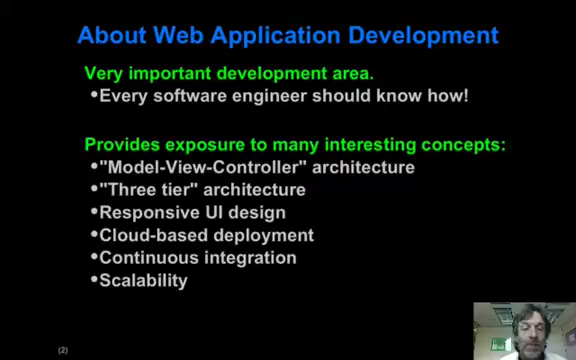 About Web Application Development
Very important development area.
•Every software engineer should know how!
Provides exposure to many interesting concepts:
•"Model-View-Controller" architecture
•"Three tier" architecture
•Responsive UI design
•Cloud-based deployment
•Continuous integration
•Scalability
(2)